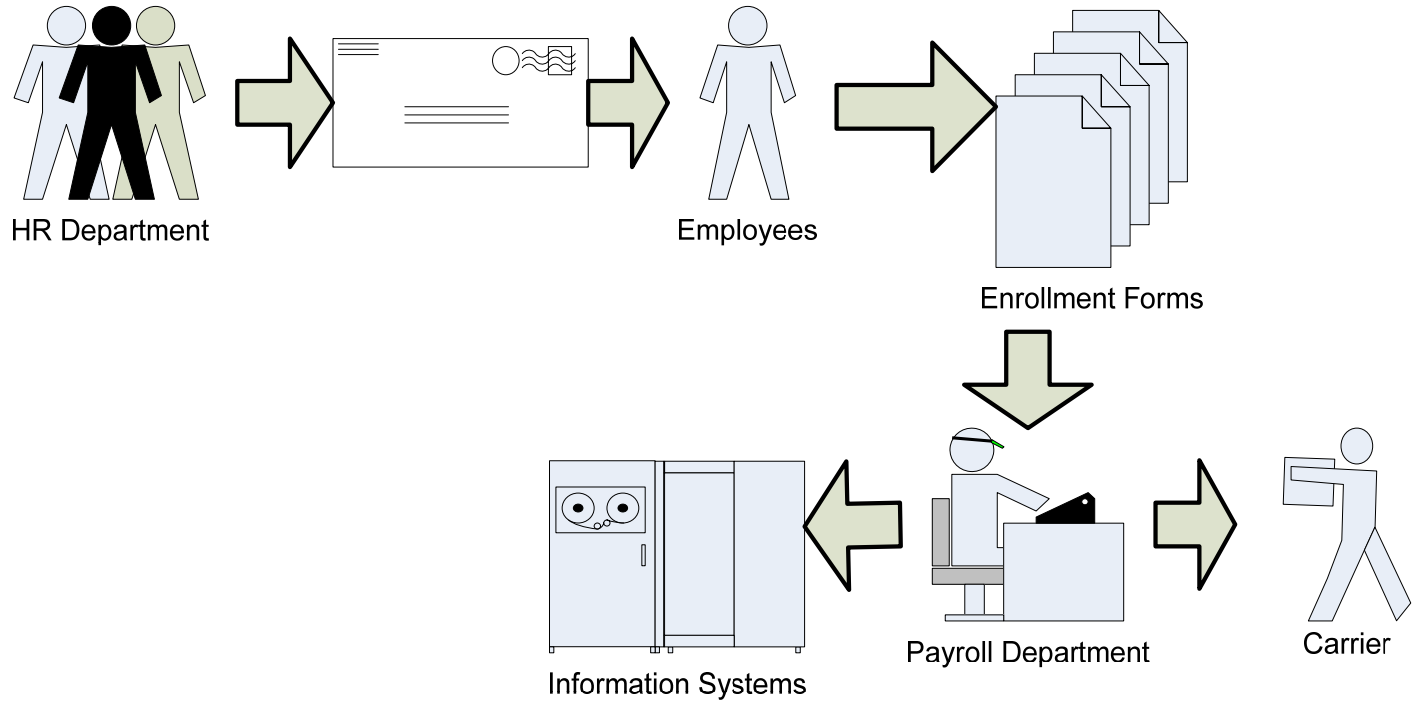 HR Department
Employees
Enrollment Forms
Payroll Department
Carrier
Information Systems